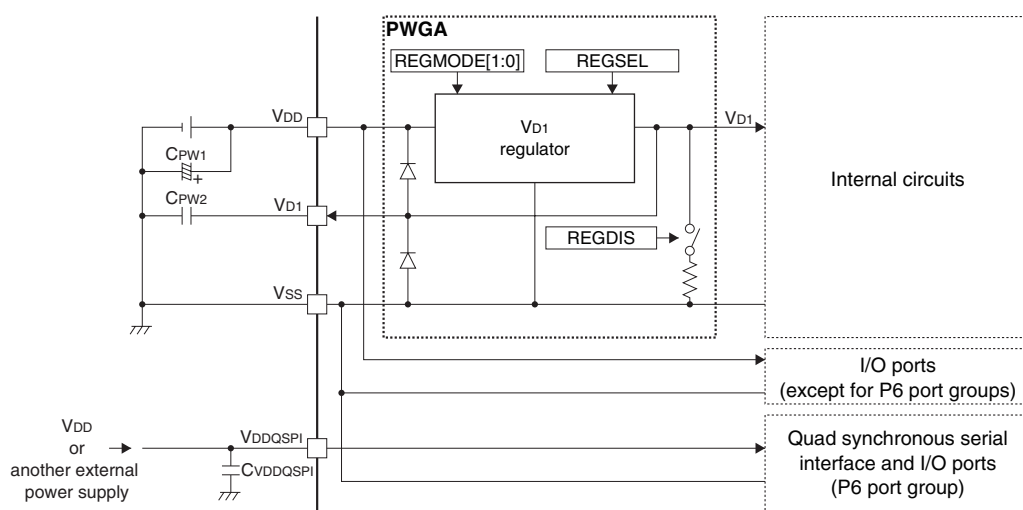 PWGA
REGMODE[1:0]
REGSEL
VDD
VD1
regulator
VD1
Internal circuits
CPW1
+
CPW2
VD1
REGDIS
VSS
I/O ports
(except for P6 port groups)
VDD
or
another external
power supply
VDDQSPI
CVDDQSPI
Quad synchronous serial
interface and I/O ports
(P6 port group)